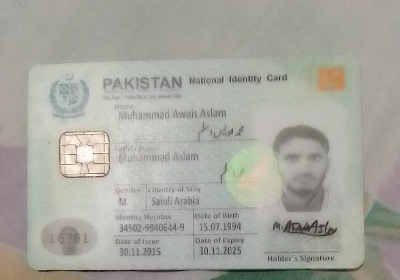 PAKISTAN National Identity Card
ISLAMIC REPUBLIC OF PAKISTAN
Name
Muhammad Awais Aslam
Father Name
Muhammad Aslam
Gender Country of Stay
M Saudi Arabia
Identity Number Date of Birth
34502-9940644-9 15.07.1994
Date of Issue Date of Expiry
30.11.2015 30.11.2025
16781
Holder's Signature